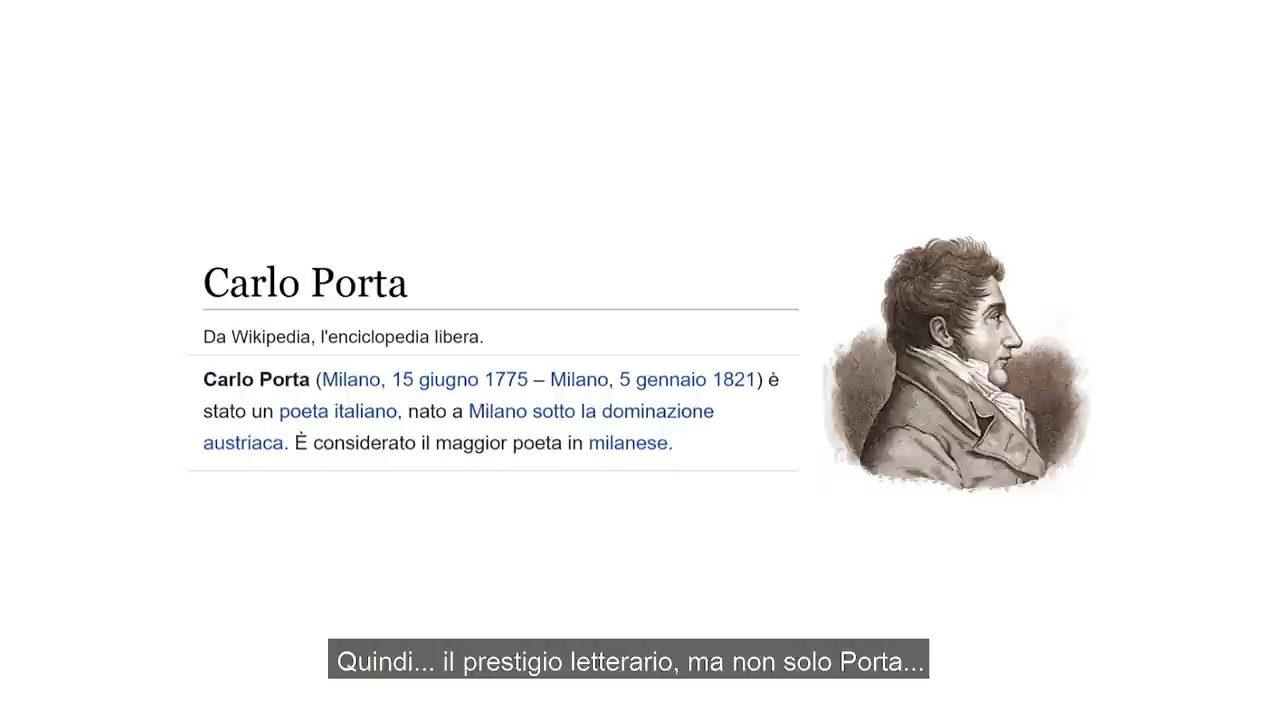 Carlo Porta
Da Wikipedia, l'enciclopedia libera.
Carlo Porta (Milano, 15 giugno 1775 – Milano, 5 gennaio 1821) è
stato un poeta italiano, nato a Milano sotto la dominazione
austriaca. È considerato il maggior poeta in milanese.
Quindi... il prestigio letterario, ma non solo Porta...